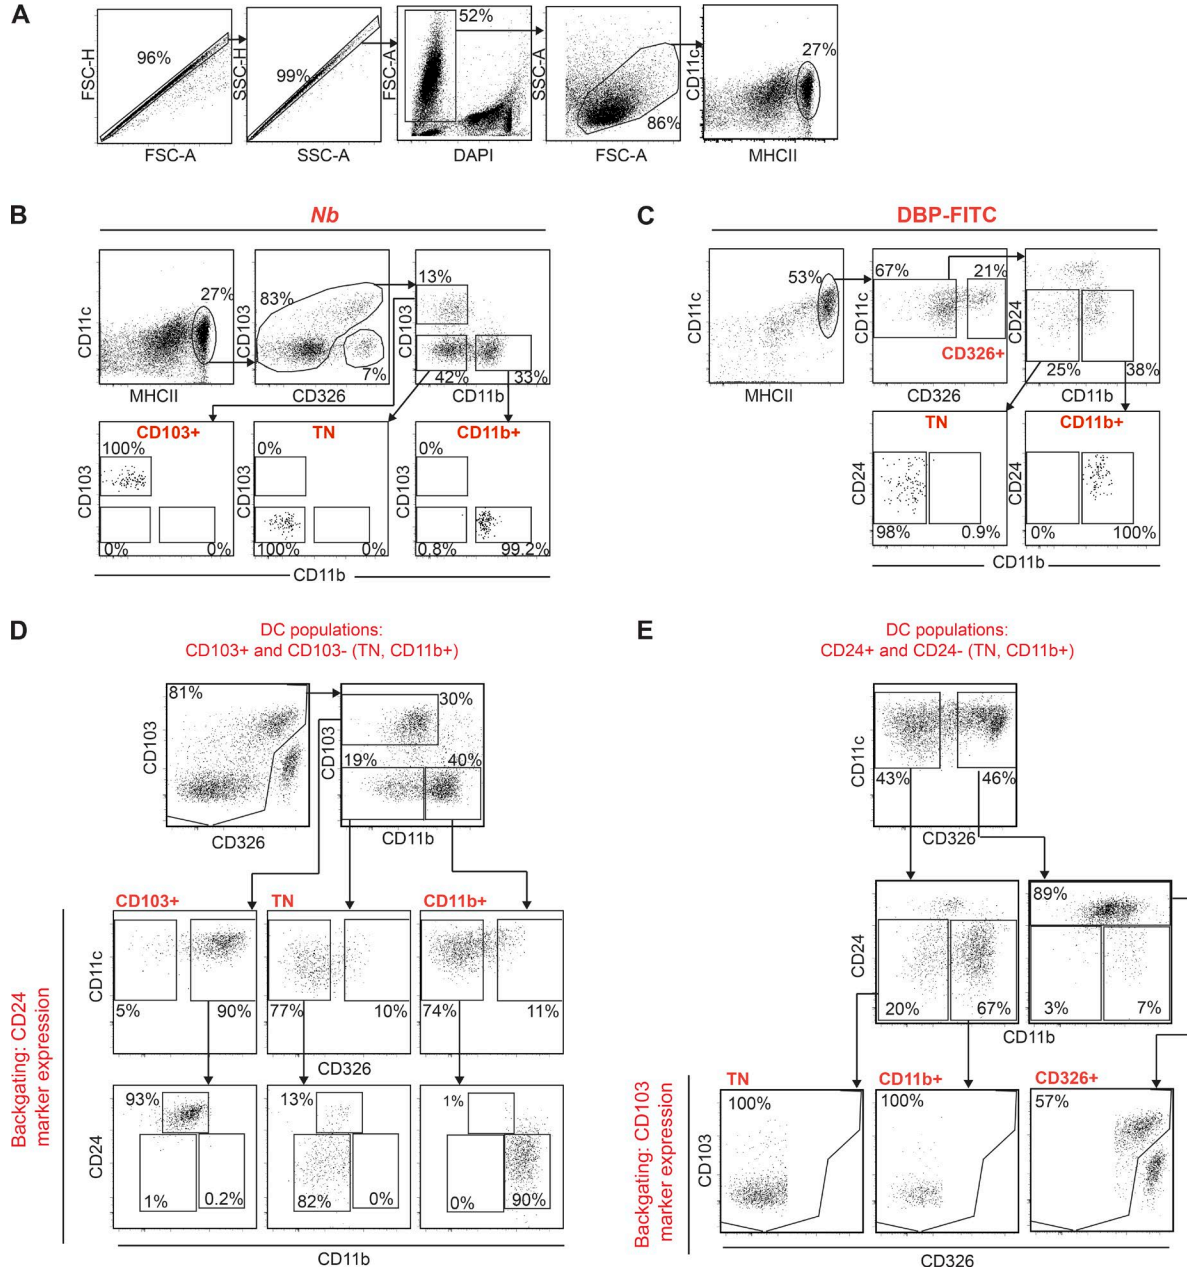 A
FSC-H
96%
FSC-A
SSC-H
99%
SSC-A
FSC-A
52%
DAPI
SSC-A
86%
FSC-A
CD11c
27%
MHCII
B
Nb
CD11c
27%
MHCII
CD103
83%
7%
CD326
CD103
13%
42%
33%
CD11b
CD103+
CD103
100%
0%
0%
TN
CD103
0%
100%
0%
CD11b+
CD103
0%
0.8%
99.2%
CD11b
C
DBP-FITC
CD11c
53%
MHCII
CD11c
67%
21%
CD326+
CD326
CD24
25%
38%
CD11b
TN
CD24
98%
0.9%
CD11b+
CD24
0%
100%
CD11b
D
DC populations:
CD103+ and CD103- (TN, CD11b+)
CD103
81%
CD326
CD103
30%
19%
40%
CD11b
Backgating: CD24
marker expression
CD103+
TN
CD11b+
CD11c
5%
90%
77%
10%
74%
11%
CD326
CD24
93%
1%
0.2%
13%
82%
0%
1%
0%
90%
CD11b
E
DC populations:
CD24+ and CD24- (TN, CD11b+)
CD11c
43%
46%
CD326
CD24
20%
67%
89%
3%
7%
CD11b
Backgating: CD103
marker expression
TN
CD11b+
CD326+
CD103
100%
100%
57%
CD326